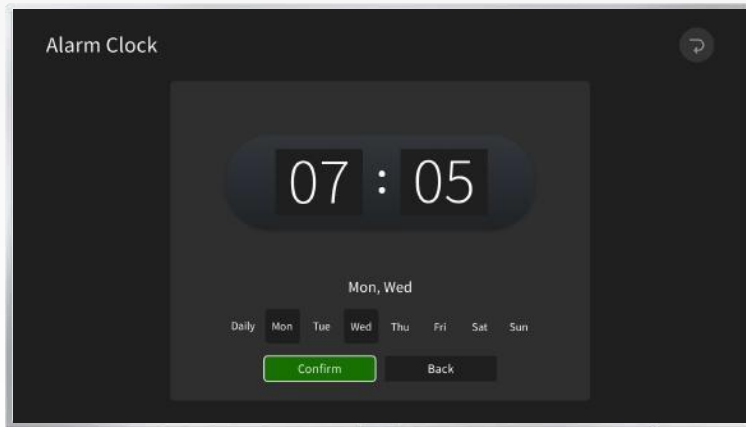 Alarm Clock
07 : 05
Mon, Wed
Daily Mon Tue Wed Thu Fri Sat Sun
Confirm Back